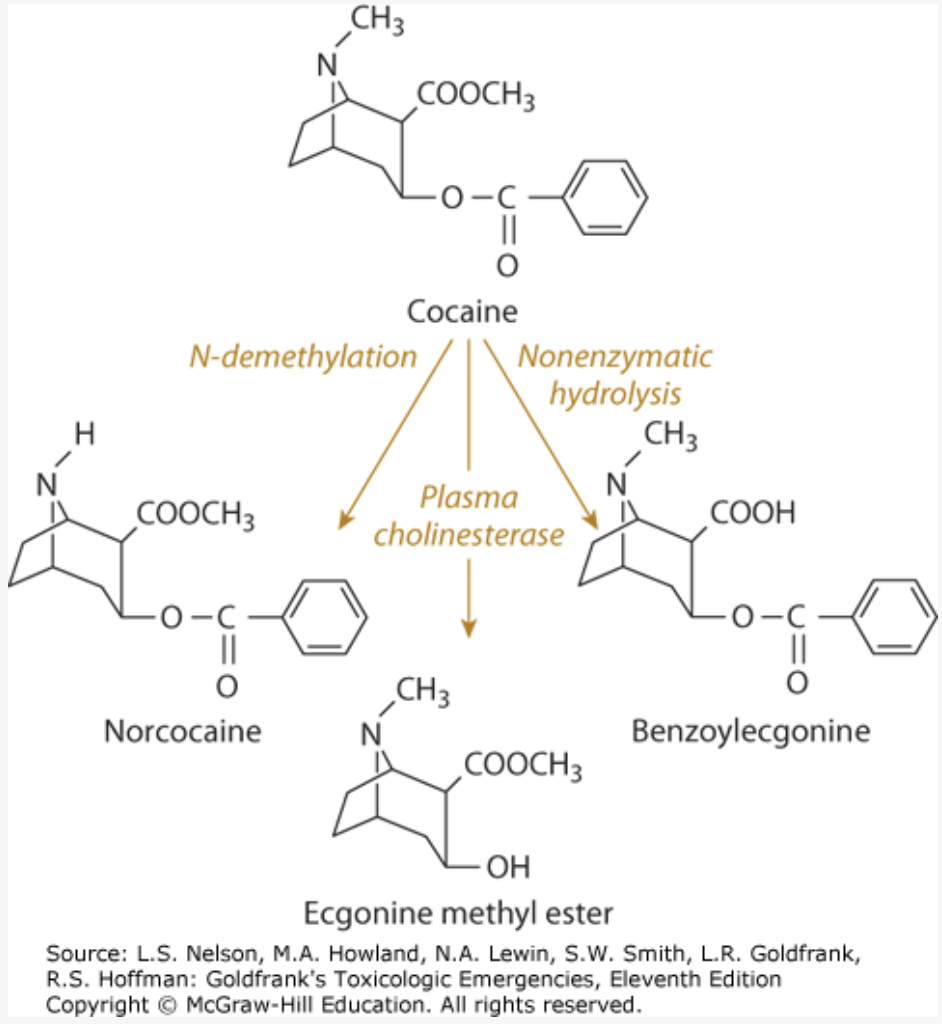 CH3
N
COOCH3
O
C
O
Cocaine
N-demethylation
Nonenzymatic
hydrolysis
H
N
COOCH3
O
C
O
Norcocaine
Plasma
cholinesterase
CH3
N
COOH
O
C
O
Benzoylecgonine
CH3
N
COOCH3
OH
Ecgonine methyl ester
Source: L.S. Nelson, M.A. Howland, N.A. Lewin, S.W. Smith, L.R. Goldfrank,
R.S. Hoffman: Goldfrank's Toxicologic Emergencies, Eleventh Edition
Copyright © McGraw-Hill Education. All rights reserved.